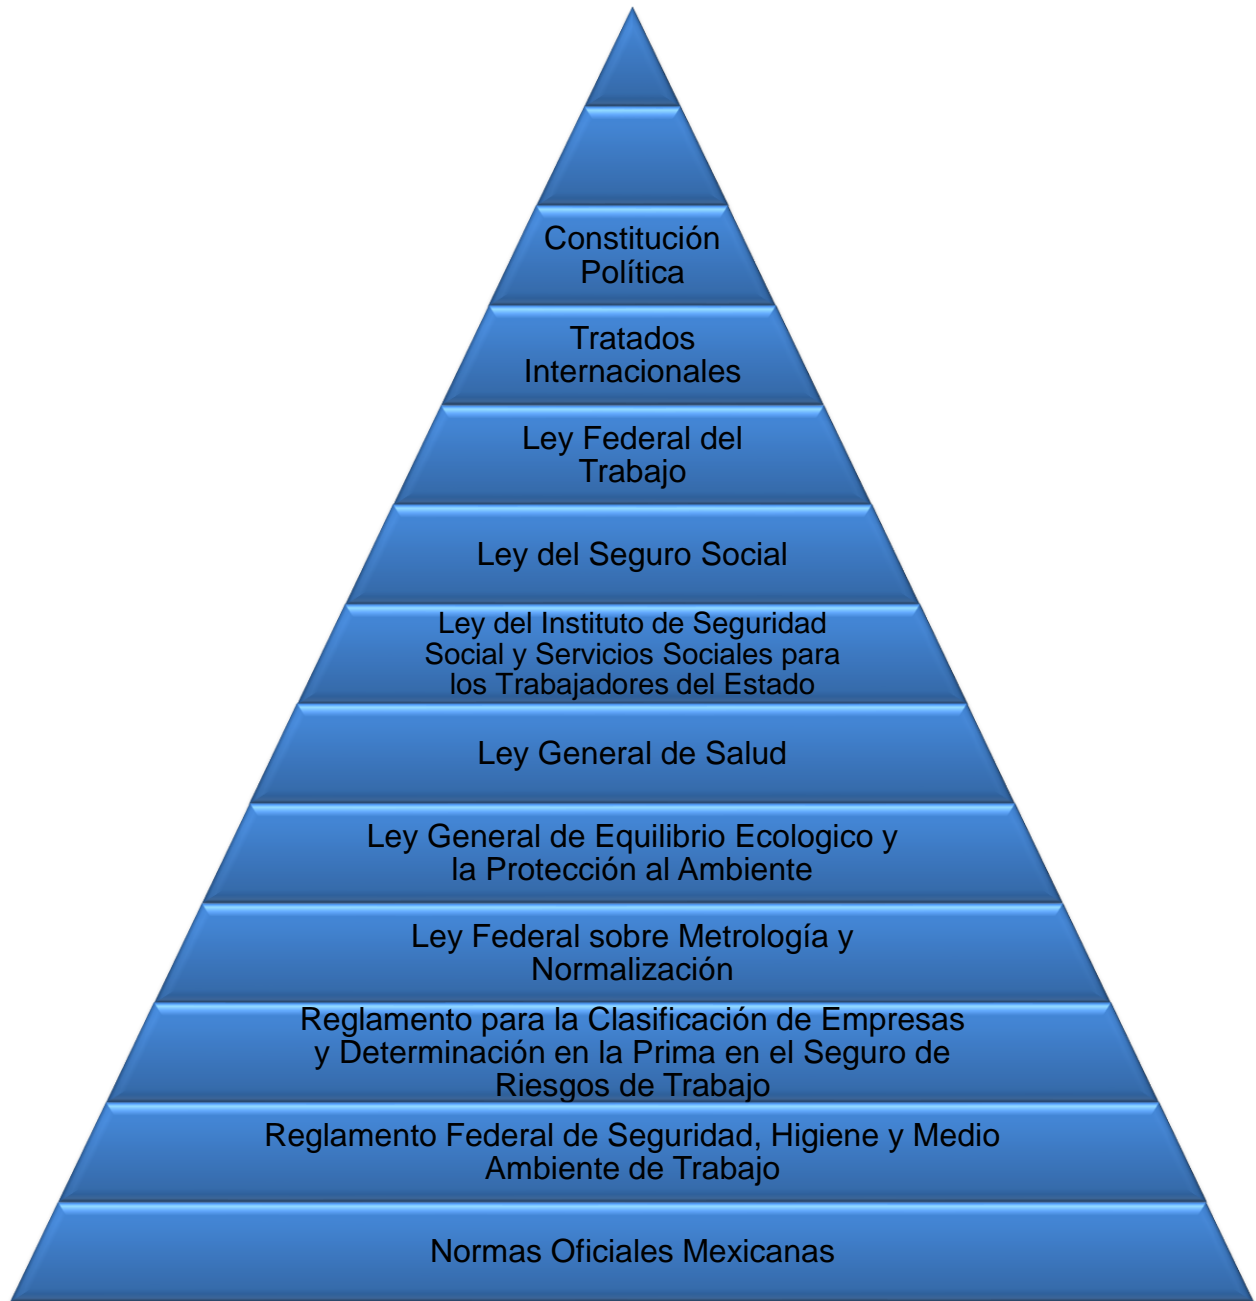 Constitución
Política
Tratados
Internacionales
Ley Federal del
Trabajo
Ley del Seguro Social
Ley del Instituto de Seguridad
Social y Servicios Sociales para
los Trabajadores del Estado
Ley General de Salud
Ley General de Equilibrio Ecologico y
la Protección al Ambiente
Ley Federal sobre Metrología y
Normalización
Reglamento para la Clasificación de Empresas
y Determinación en la Prima en el Seguro de
Riesgos de Trabajo
Reglamento Federal de Seguridad, Higiene y Medio
Ambiente de Trabajo
Normas Oficiales Mexicanas